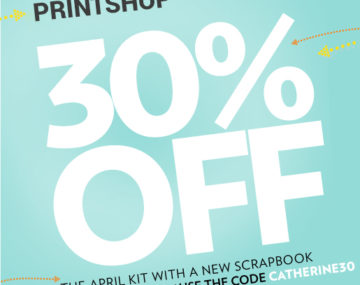 PRINTSHOP
30%
OFF
THE APRIL KIT WITH A NEW SCRAPBOOK
USE THE CODE CATHERINE30